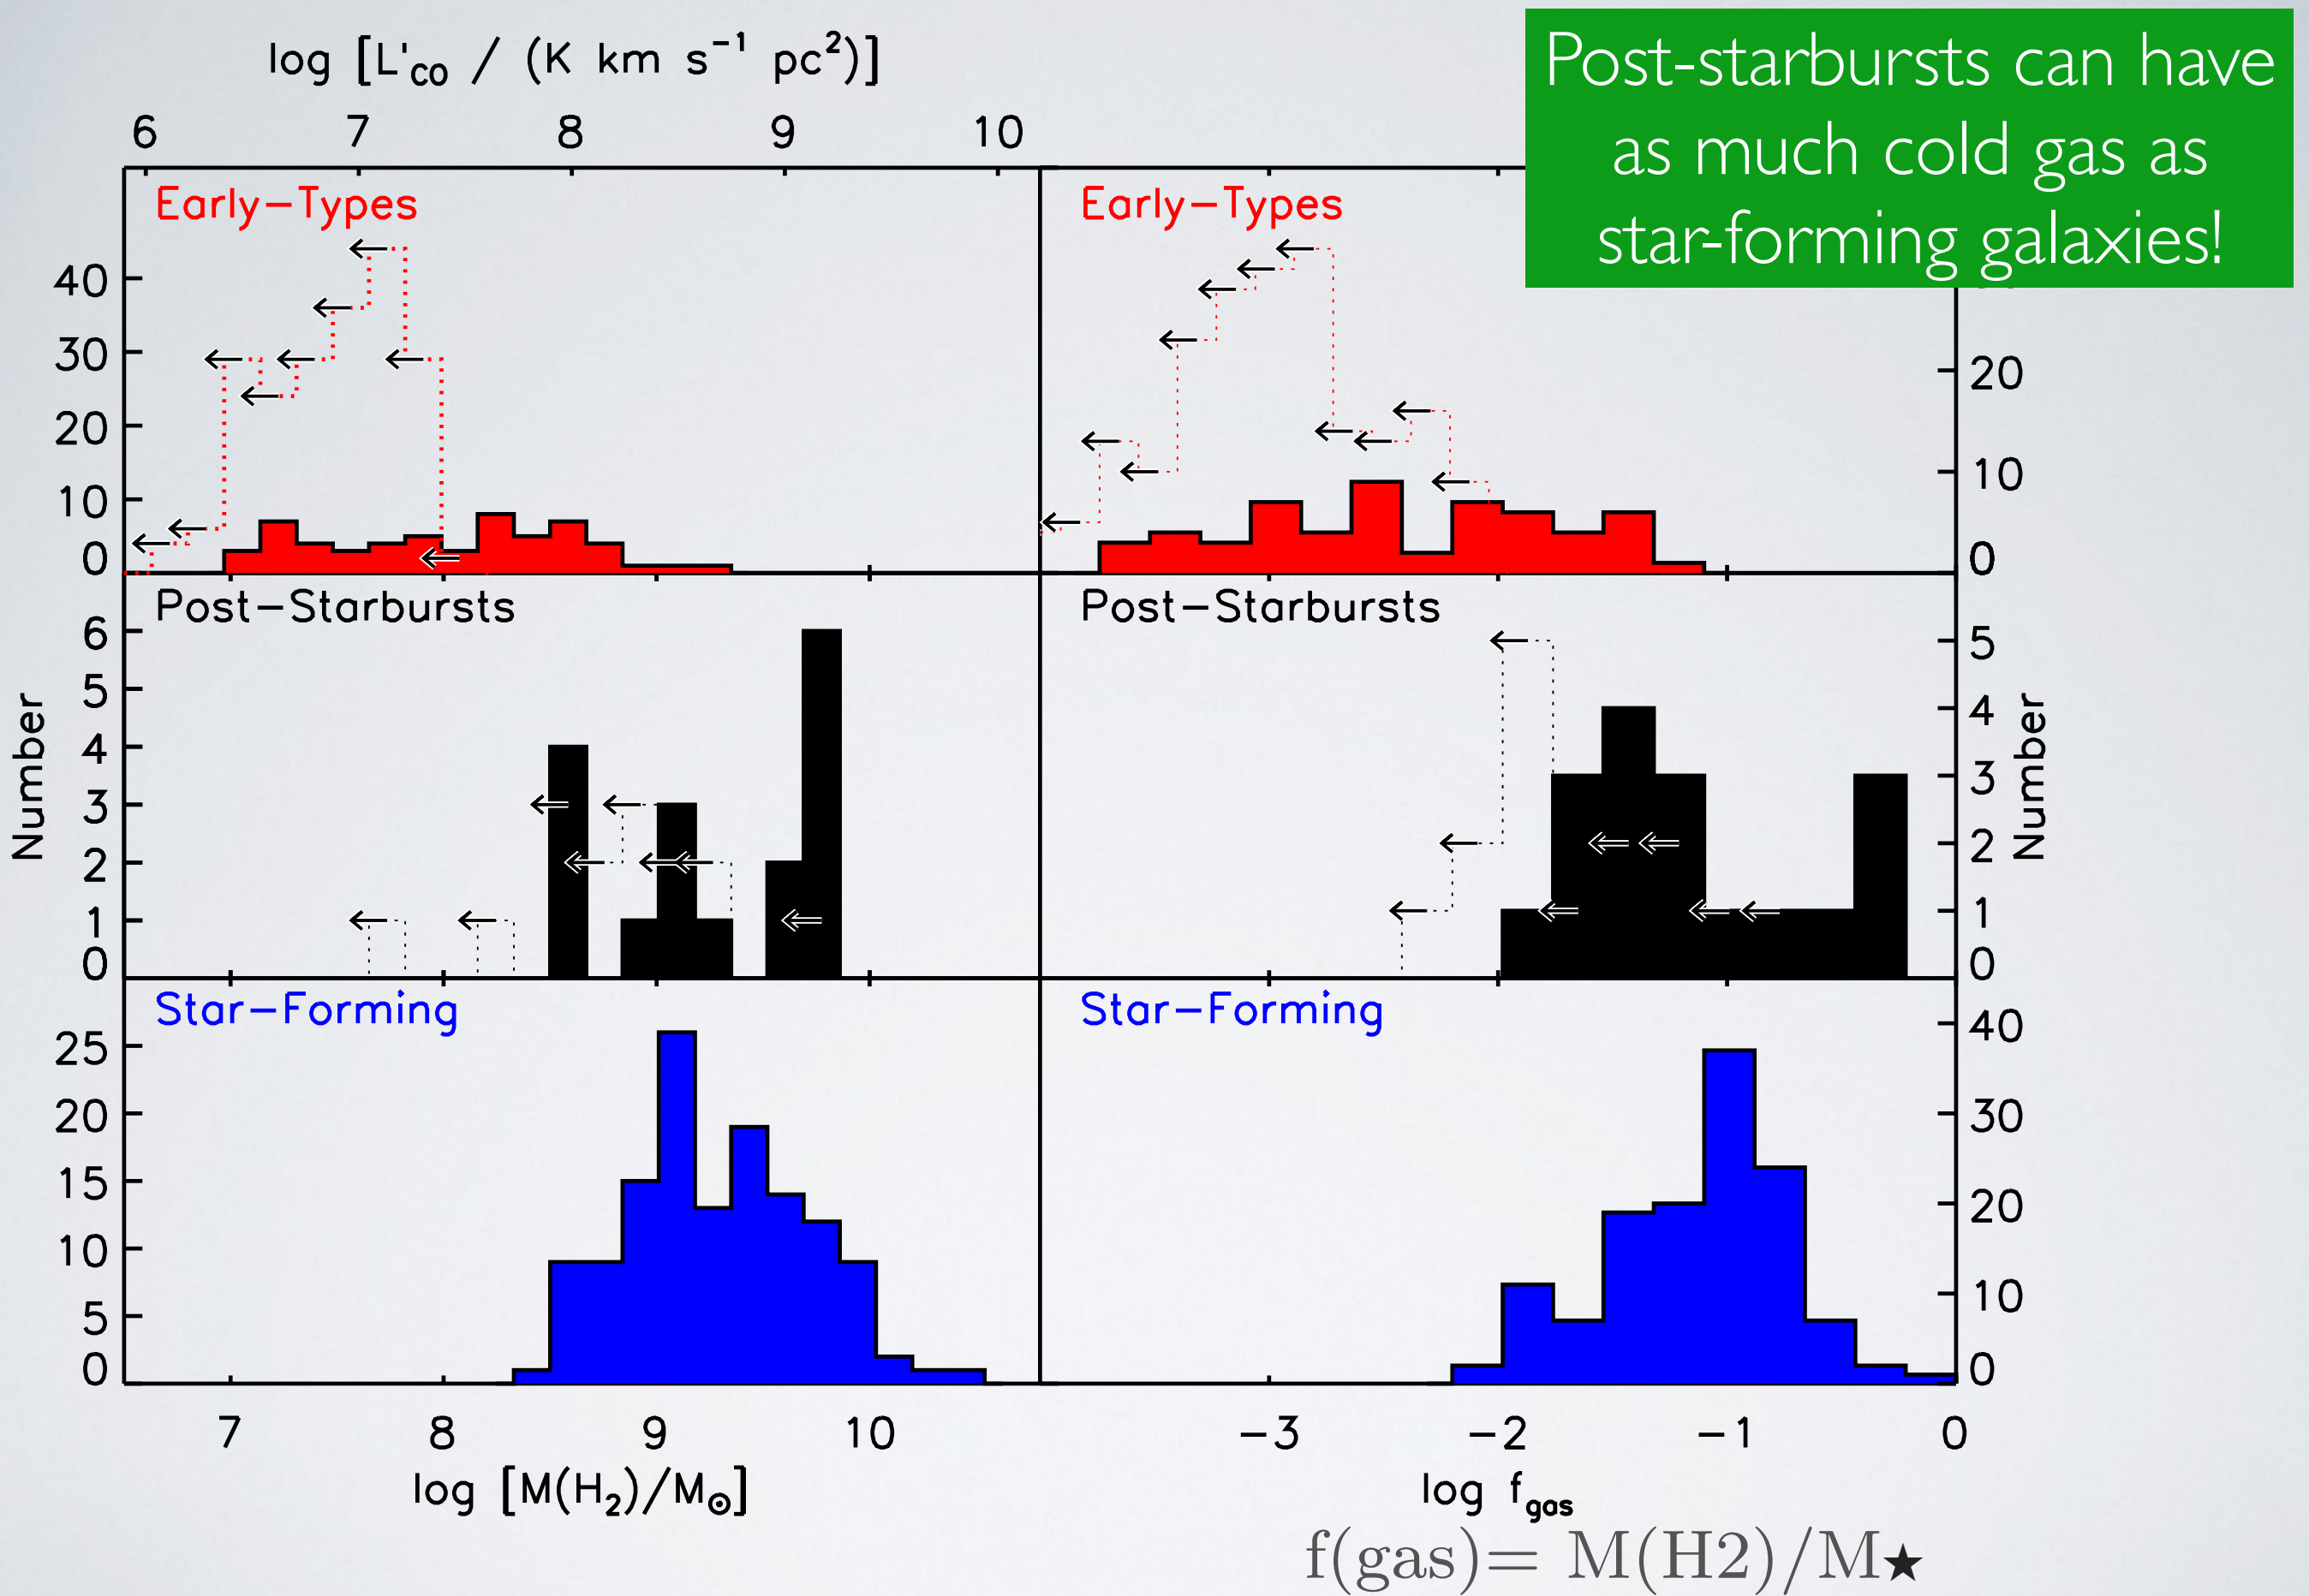 log [L'CO / (K km s−1 pc2)]
6 7 8 9 10
Post-starbursts can have
as much cold gas as
star-forming galaxies!
Early−Types
Early−Types
40
30
20
10
0
20
10
0
Post−Starbursts
Post−Starbursts
6
5
4
3
2
1
0
5
4
3
2
1
0
Number
Number
Star−Forming
Star−Forming
25
20
15
10
5
0
40
30
20
10
0
7 8 9 10
−3 −2 −1 0
log [M(H2)/M⊙]
log fgas
f(gas)= M(H2)/M★